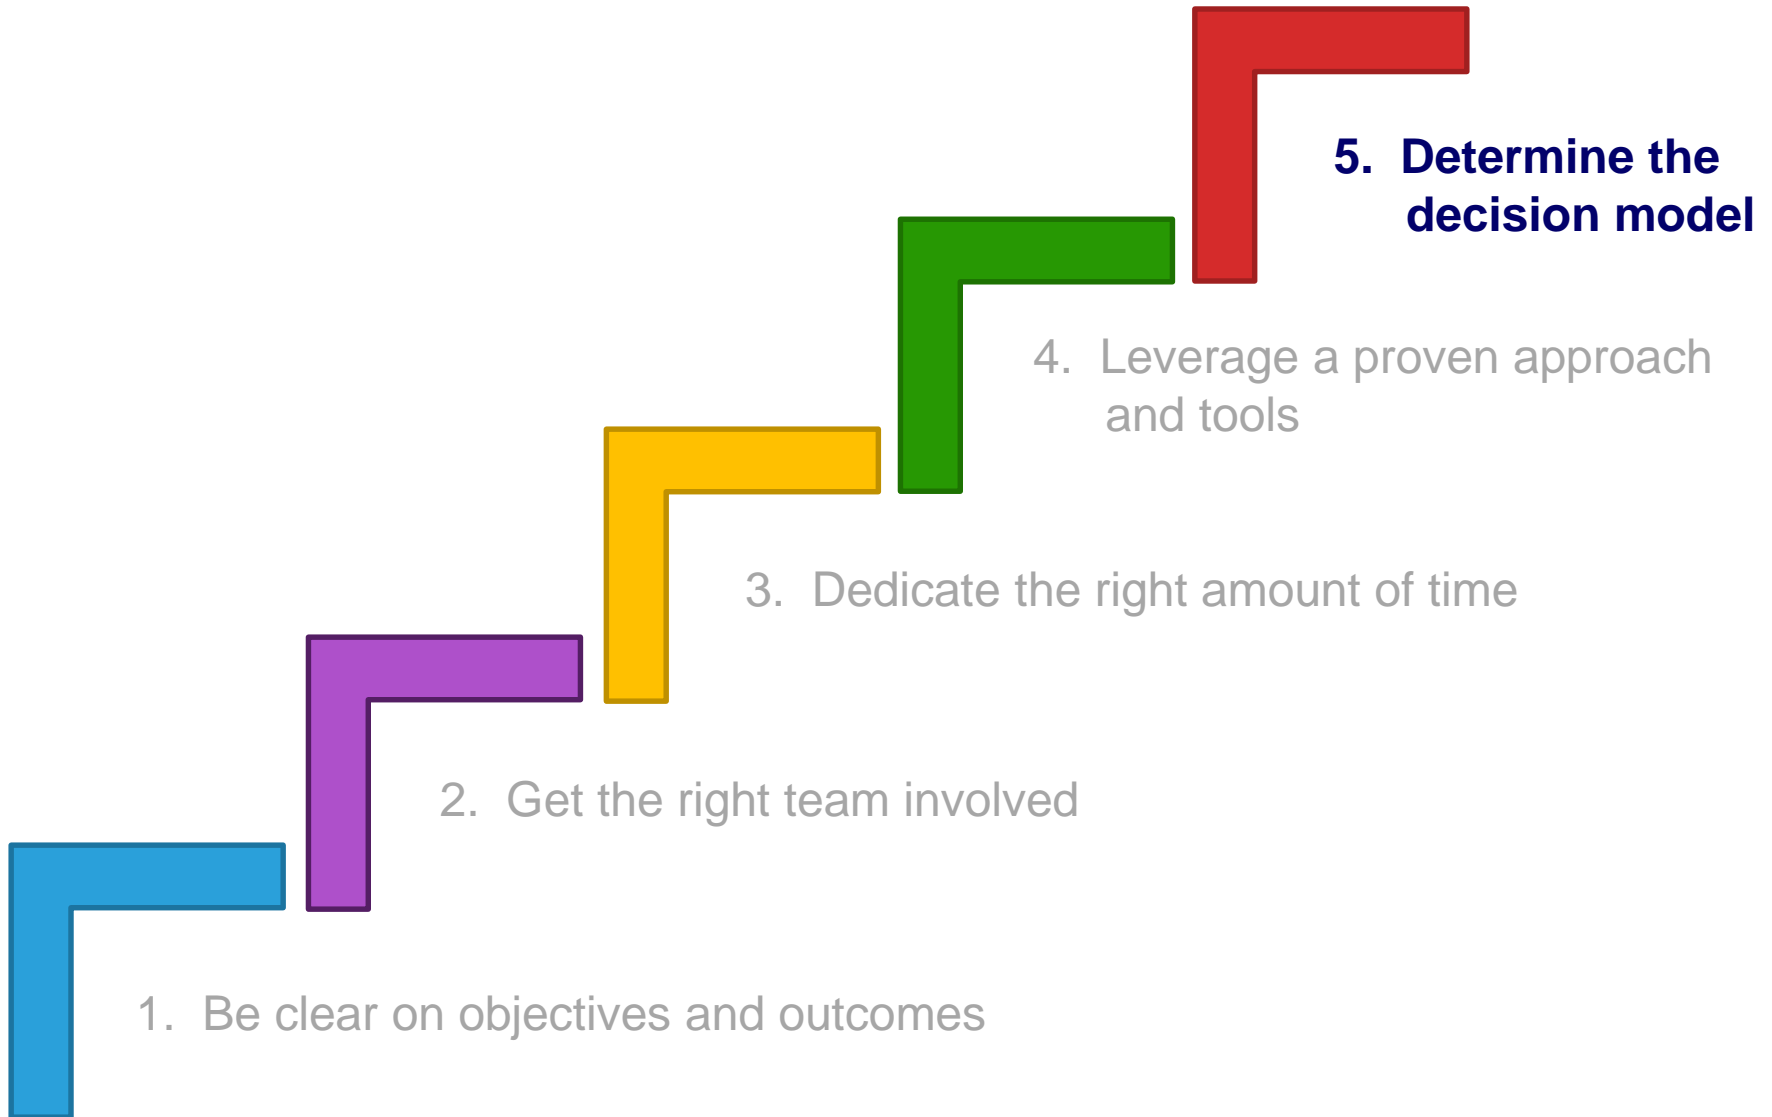 5. Determine the
decision model
4. Leverage a proven approach
and tools
3. Dedicate the right amount of time
2. Get the right team involved
1. Be clear on objectives and outcomes